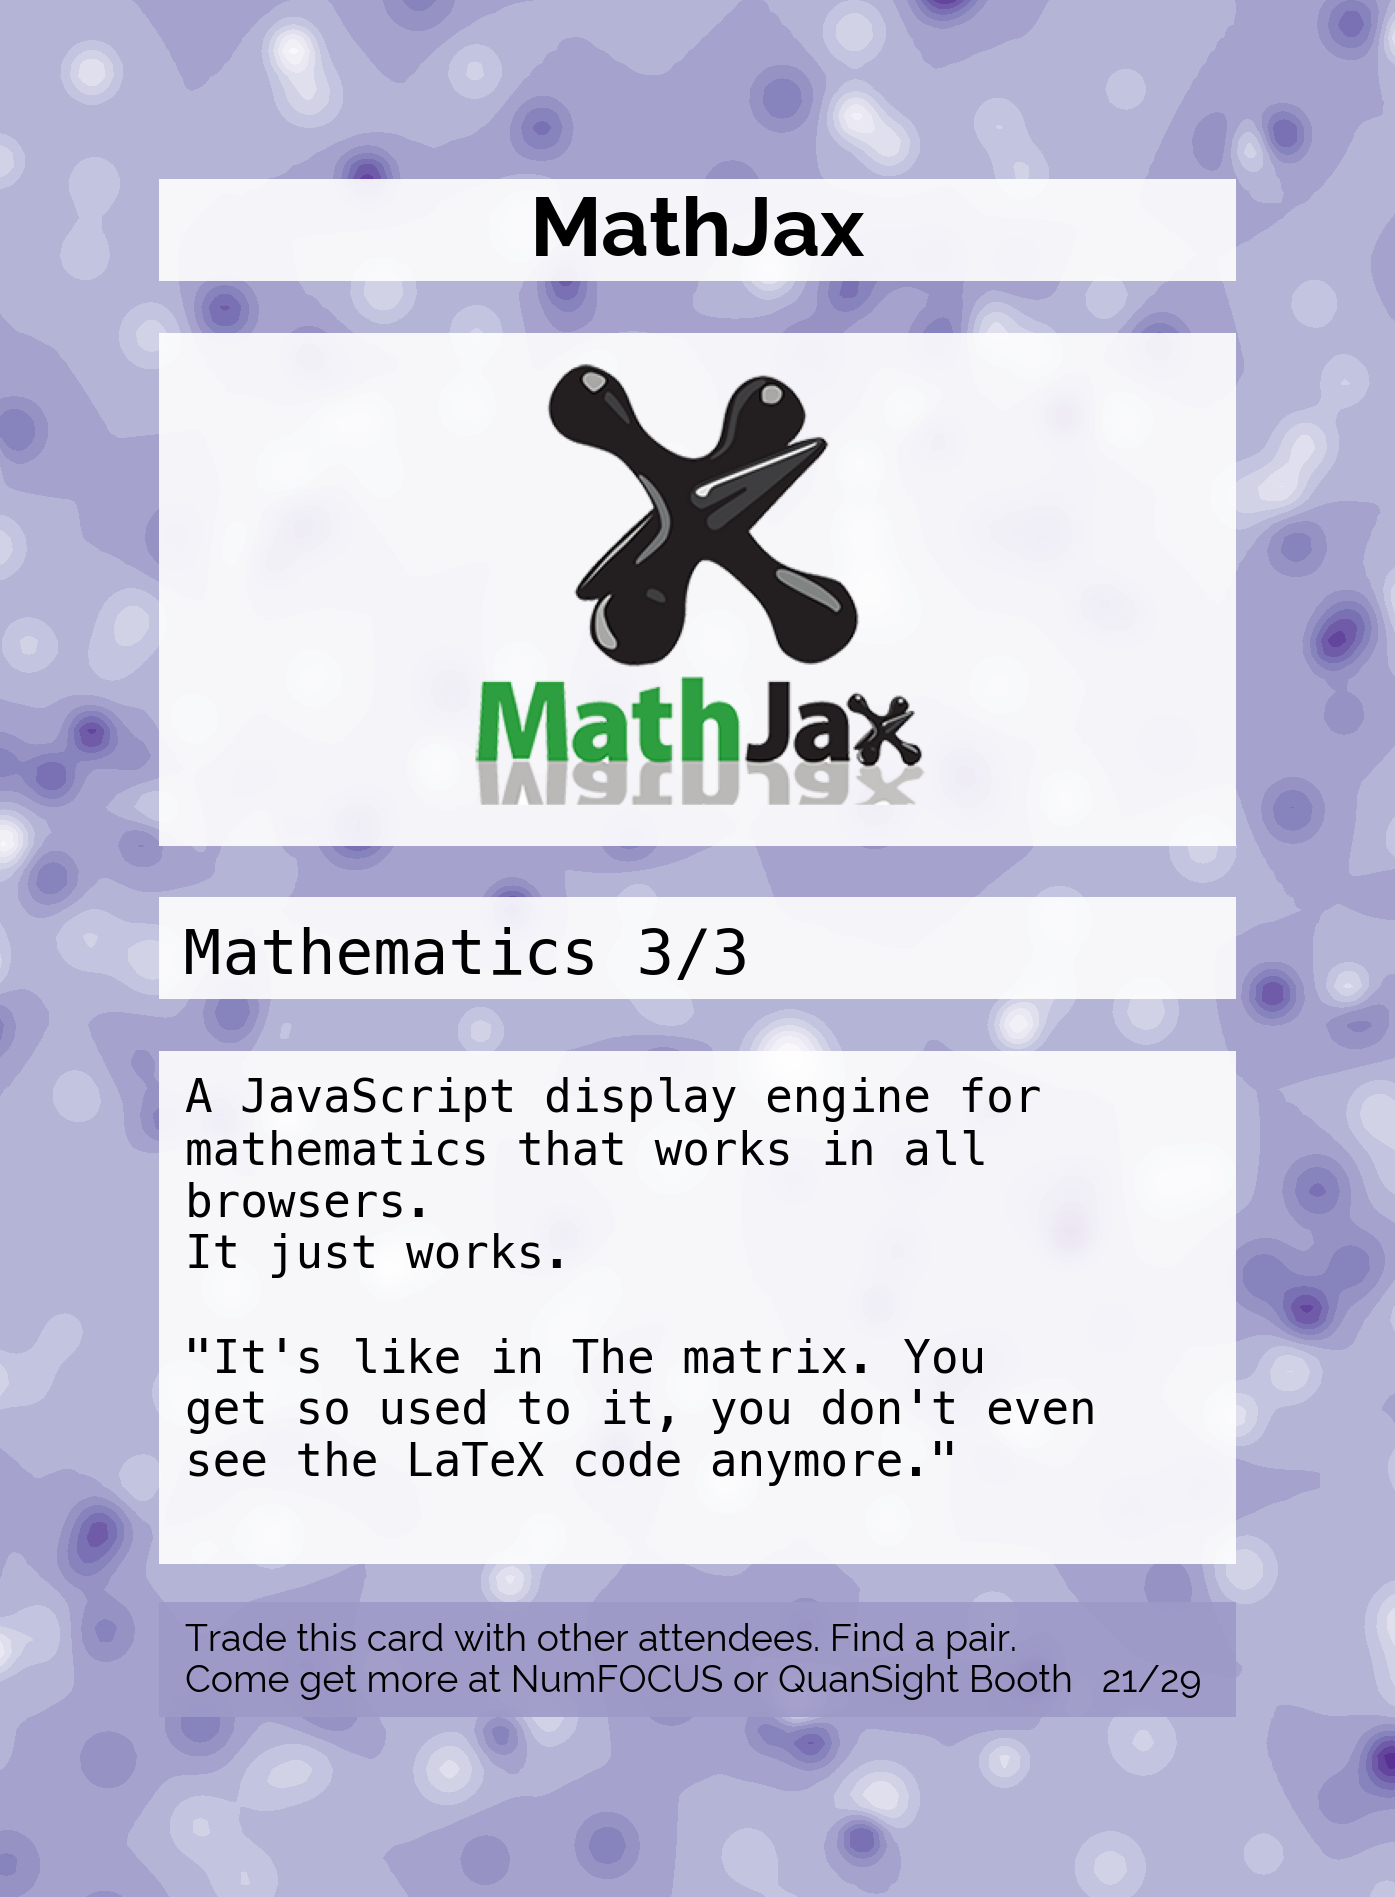 MathJax
MathJax
Mathematics 3/3
A JavaScript display engine for
mathematics that works in all
browsers.
It just works.
"It's like in The matrix. You
get so used to it, you don't even
see the LaTeX code anymore."
Trade this card with other attendees. Find a pair.
Come get more at NumFOCUS or QuanSight Booth 21/29